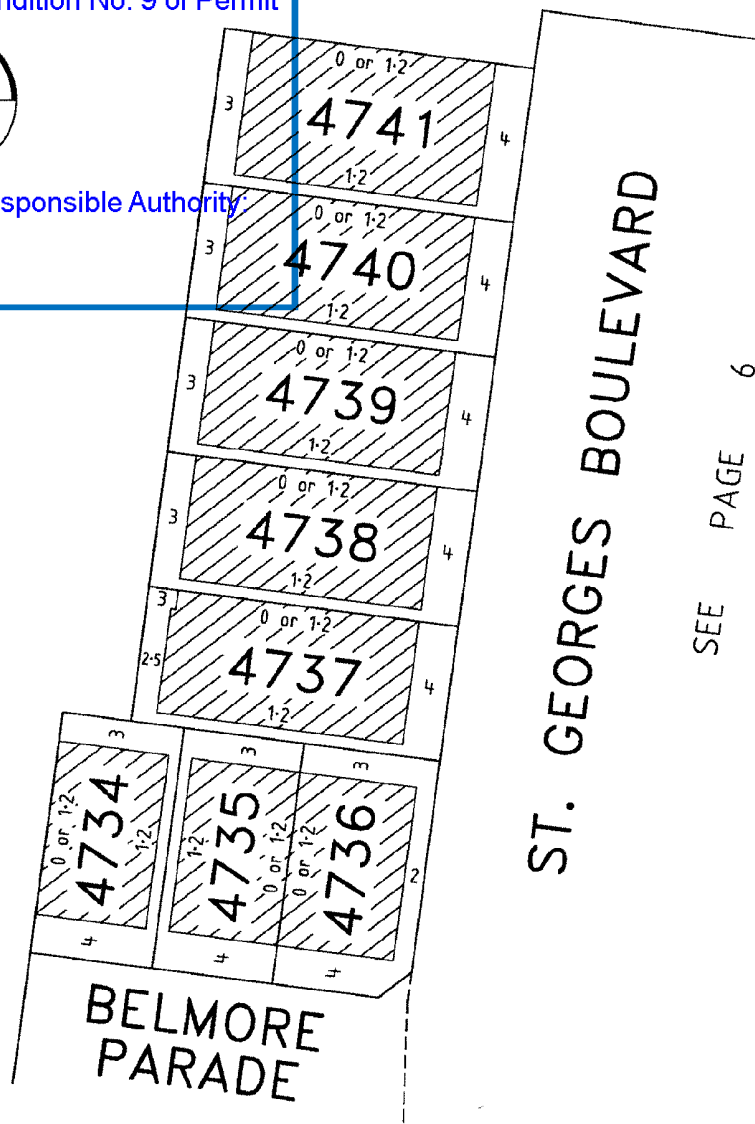 ndition No. 9 of Permit
sponsible Authority:
0 or 1·2
3
4741
4
1·2
0 or 1·2
3
4740
4
1·2
0 or 1·2
3
4739
4
1·2
0 or 1·2
3
4738
4
1·2
3
0 or 1·2
2·5
4737
4
1·2
3
0 or 1·2
4734
1·2
4
3
1·2
4735
0 or 1·2
4
3
0 or 1·2
4736
2
4
BELMORE
PARADE
ST. GEORGES BOULEVARD
SEE PAGE 6